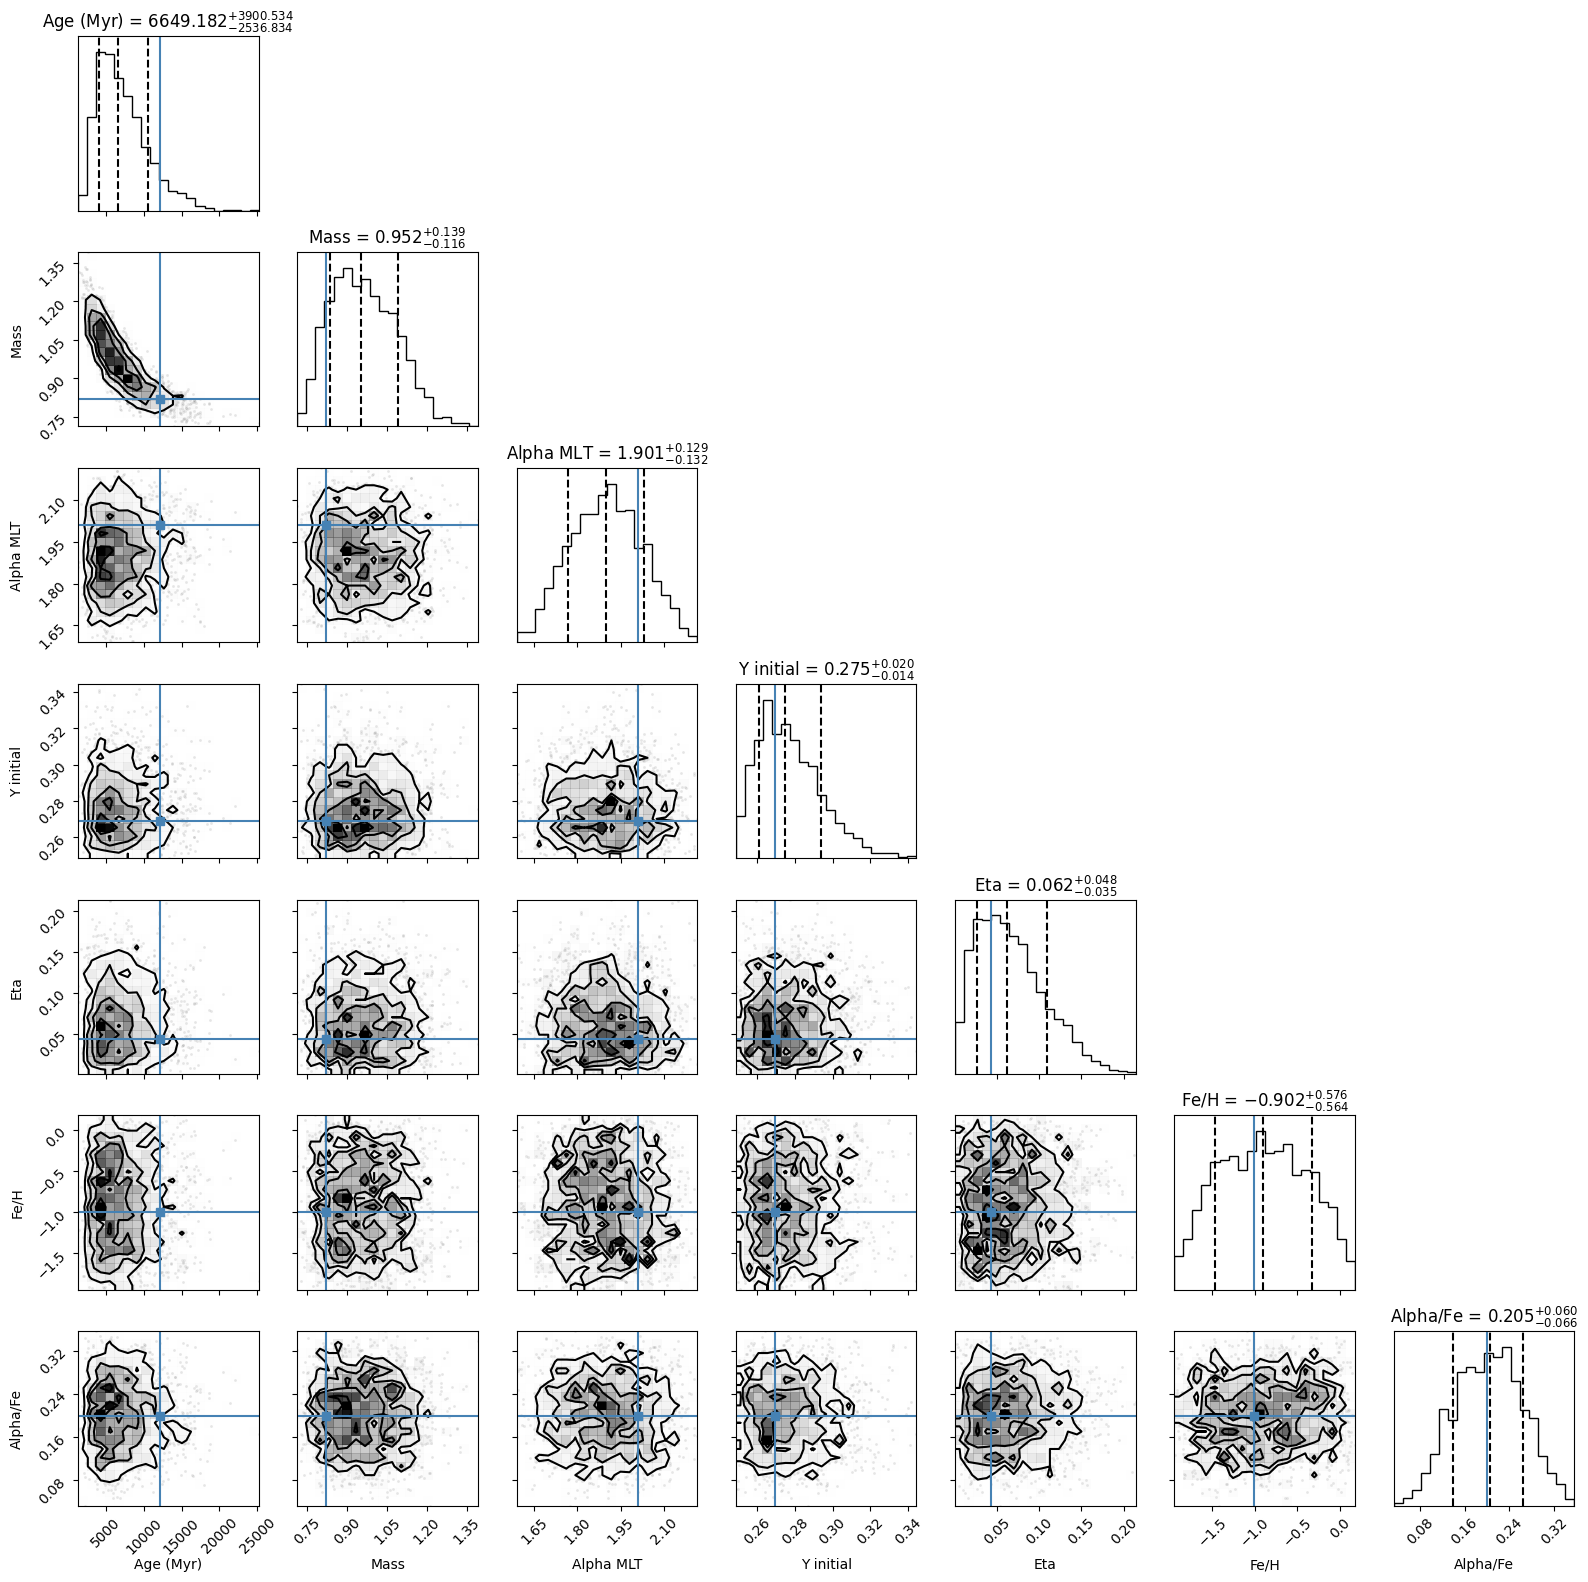 Age (Myr) = 6649.182+3900.534−2536.834
Mass = 0.952+0.139−0.116
1.35
1.20
1.05
0.90
0.75
Mass
Alpha MLT = 1.901+0.129−0.132
2.10
1.95
1.80
1.65
Alpha MLT
Y initial = 0.275+0.020−0.014
0.34
0.32
0.30
0.28
0.26
Y initial
Eta = 0.062+0.048−0.035
0.20
0.15
0.10
0.05
Eta
Fe/H = −0.902+0.576−0.564
0.0
−0.5
−1.0
−1.5
Fe/H
Alpha/Fe = 0.205+0.060−0.066
0.32
0.24
0.16
0.08
Alpha/Fe
5000 10000 15000 20000 25000
Age (Myr)
0.75 0.90 1.05 1.20 1.35
Mass
1.65 1.80 1.95 2.10
Alpha MLT
0.26 0.28 0.30 0.32 0.34
Y initial
0.05 0.10 0.15 0.20
Eta
−1.5 −1.0 −0.5 0.0
Fe/H
0.08 0.16 0.24 0.32
Alpha/Fe